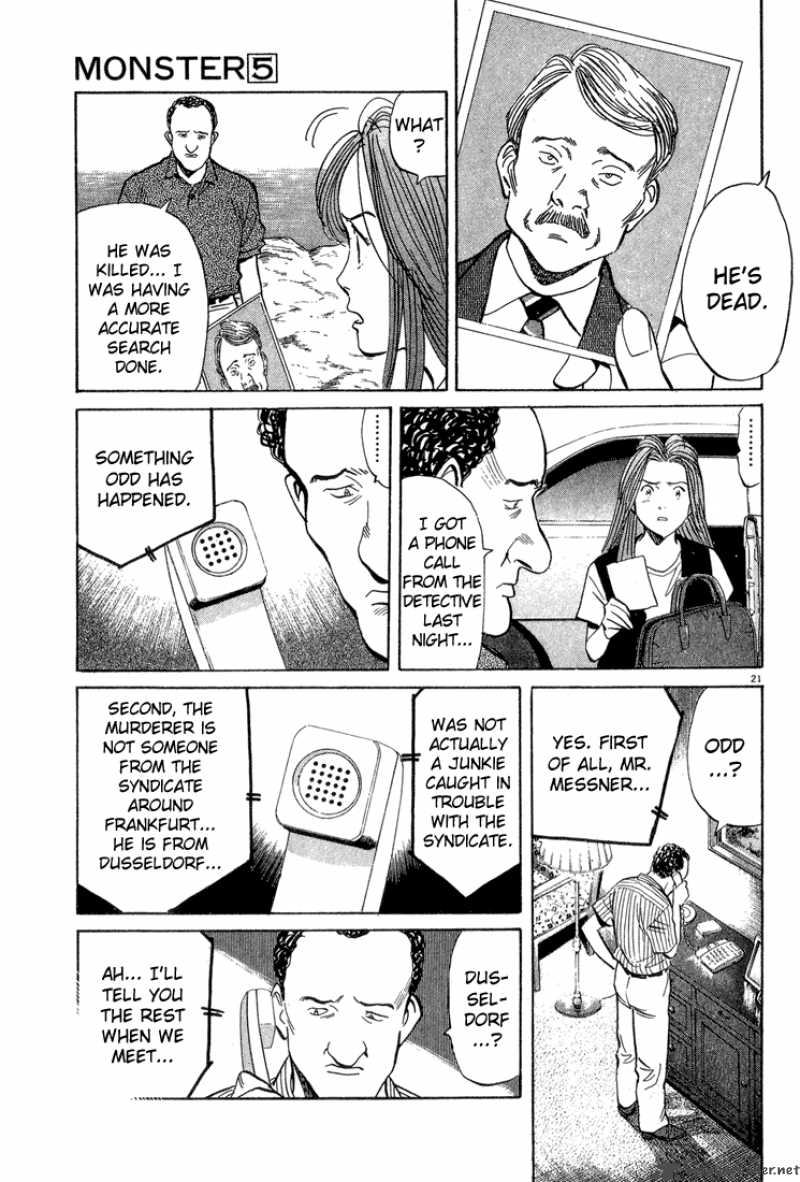 MONSTER 5
HE'S
DEAD.
WHAT
?
HE WAS
KILLED... I
WAS HAVING
A MORE
ACCURATE
SEARCH
DONE.
........
I GOT
A PHONE
CALL
FROM THE
DETECTIVE
LAST
NIGHT...
........
SOMETHING
ODD HAS
HAPPENED.
21
ODD
...?
YES. FIRST
OF ALL, MR.
MESSNER...
WAS NOT
ACTUALLY
A JUNKIE
CAUGHT IN
TROUBLE
WITH THE
SYNDICATE.
SECOND, THE
MURDERER IS
NOT SOMEONE
FROM THE
SYNDICATE
AROUND
FRANKFURT...
HE IS FROM
DUSSELDORF...
DUS-
SEL-
DORF
...?
AH... I'LL
TELL YOU
THE REST
WHEN WE
MEET...